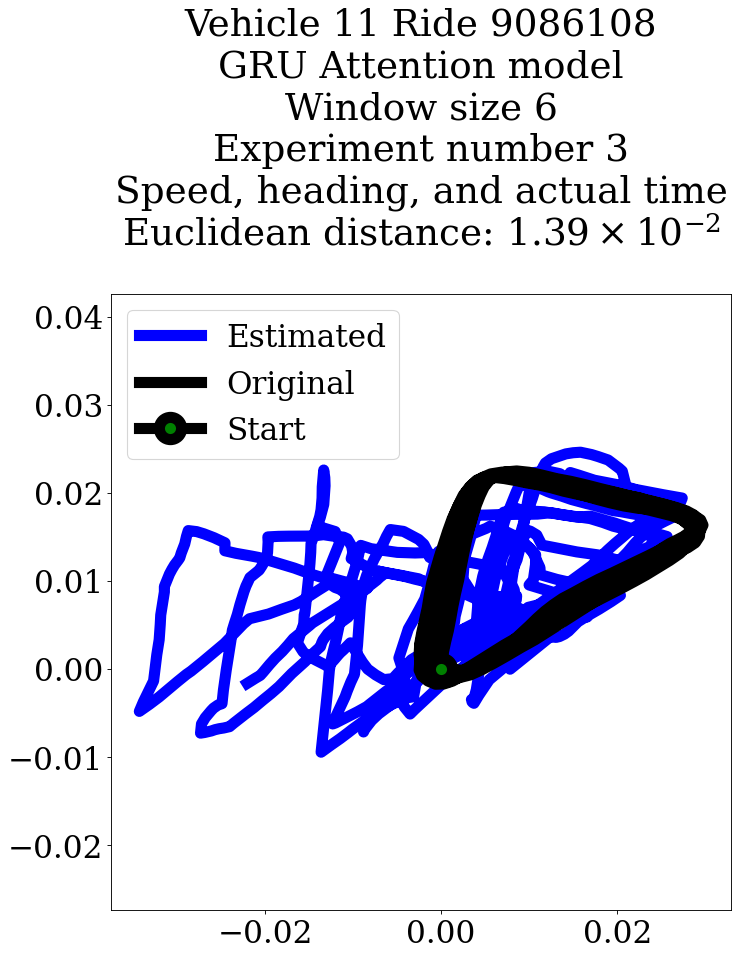 Vehicle 11 Ride 9086108
GRU Attention model
Window size 6
Experiment number 3
Speed, heading, and actual time
Euclidean distance: 1.39 × 10⁻²
Estimated
Original
Start
0.04
0.03
0.02
0.01
0.00
−0.01
−0.02
−0.02 0.00 0.02